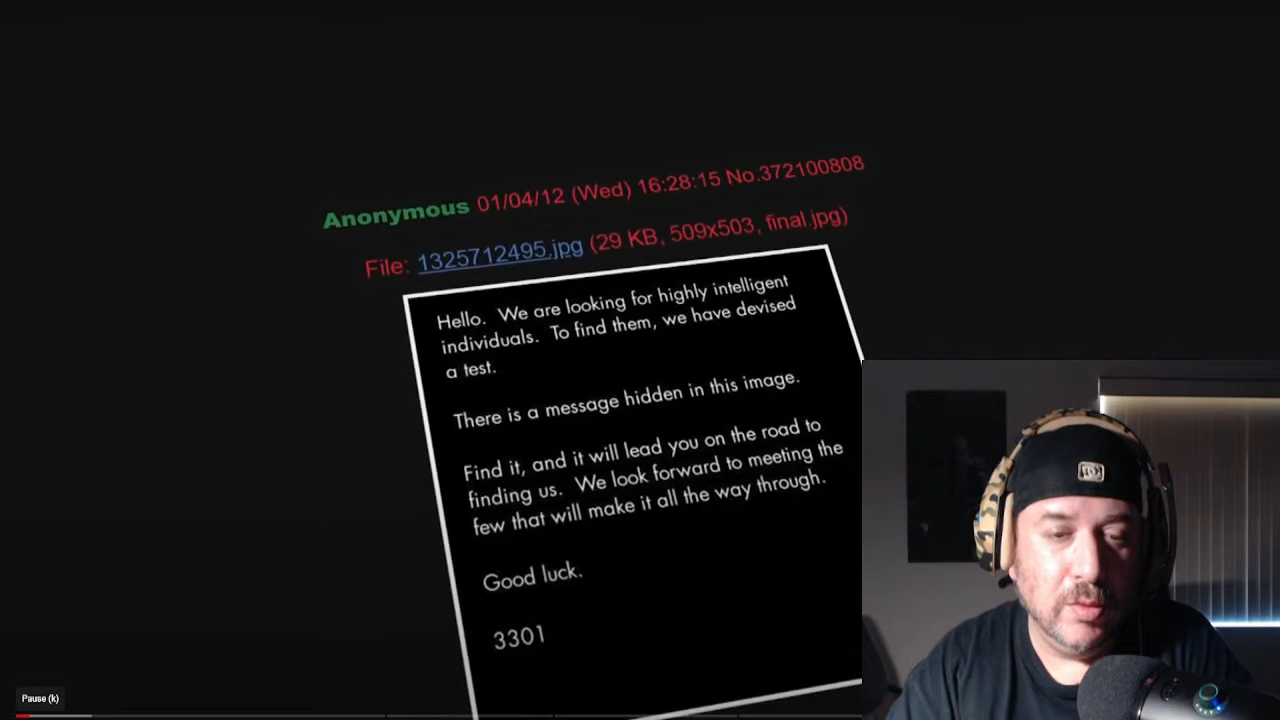 Anonymous 01/04/12 (Wed) 16:28:15 No.372100808
File: 1325712495.jpg (29 KB, 509x503, final.jpg)
Hello. We are looking for highly intelligent
individuals. To find them, we have devised
a test.
There is a message hidden in this image.
Find it, and it will lead you on the road to
finding us. We look forward to meeting the
few that will make it all the way through.
Good luck.
3301
Pause (k)